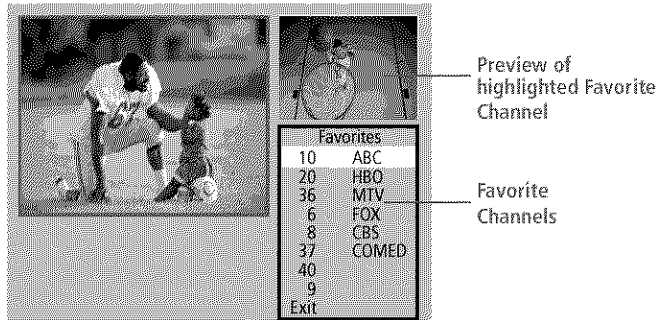 Preview of
highlighted Favorite
Channel
Favorites
10 ABC
20 HBO
36 MTV
6 FOX
8 CBS
37 COMED
40
9
Exit
Favorite
Channels